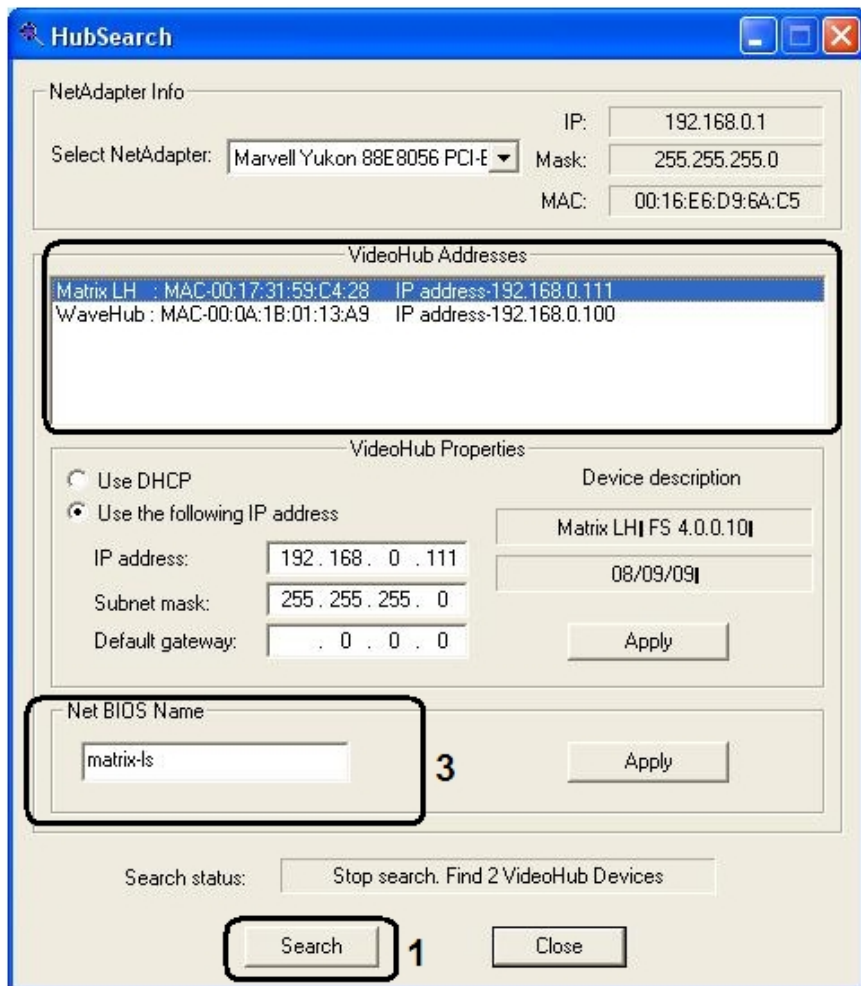 HubSearch
NetAdapter Info
IP: 192.168.0.1
Select NetAdapter: Marvell Yukon 88E8056 PCI-E Mask: 255.255.255.0
MAC: 00:16:E6:D9:6A:C5
VideoHub Addresses
Matrix LH : MAC-00:17:31:59:C4:28 IP address-192.168.0.111
WaveHub : MAC-00:0A:1B:01:13:A9 IP address-192.168.0.100
VideoHub Properties
Use DHCP
Device description
Use the following IP address
Matrix LH FS 4.0.0.10
IP address: 192 . 168 . 0 . 111
08/09/09
Subnet mask: 255 . 255 . 255 . 0
Default gateway: . 0 . 0 . 0
Apply
Net BIOS Name
matrix-ls
3
Apply
Search status: Stop search. Find 2 VideoHub Devices
Search
1
Close